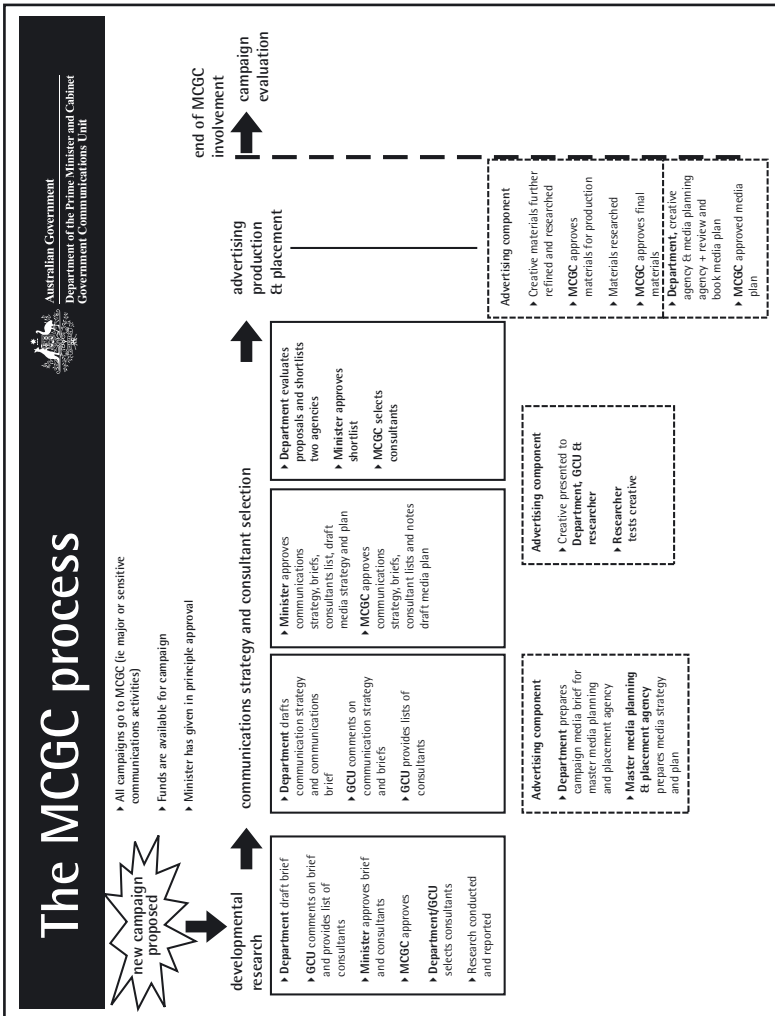 The MCGC process
Australian Government
Department of the Prime Minister and Cabinet
Government Communications Unit
new campaign
proposed
▸ All campaigns go to MCGC (ie major or sensitive
communications activities)
▸ Funds are available for campaign
▸ Minister has given in principle approval
developmental
research
▸ Department draft brief
▸ GCU comments on brief
and provides list of
consultants
▸ Minister approves brief
and consultants
▸ MCGC approves
▸ Department/GCU
selects consultants
▸ Research conducted
and reported
communications strategy and consultant selection
▸ Department drafts
communication strategy
and communications
brief
▸ GCU comments on
communication strategy
and briefs
▸ GCU provides lists of
consultants
▸ Minister approves
communications
strategy, briefs,
consultants list, draft
media strategy and plan
▸ MCGC approves
communications
strategy, briefs,
consultant lists and notes
draft media plan
▸ Department evaluates
proposals and shortlists
two agencies
▸ Minister approves
shortlist
▸ MCGC selects
consultants
Advertising component
▸ Department prepares
campaign media brief for
master media planning
and placement agency
▸ Master media planning
& placement agency
prepares media strategy
and plan
Advertising component
▸ Creative presented to
Department, GCU &
researcher
▸ Researcher
tests creative
advertising
production
& placement
Advertising component
▸ Creative materials further
refined and researched
▸ MCGC approves
materials for production
▸ Materials researched
▸ MCGC approves final
materials
▸ Department, creative
agency & media planning
agency + review and
book media plan
▸ MCGC approved media
plan
end of MCGC
involvement
campaign
evaluation